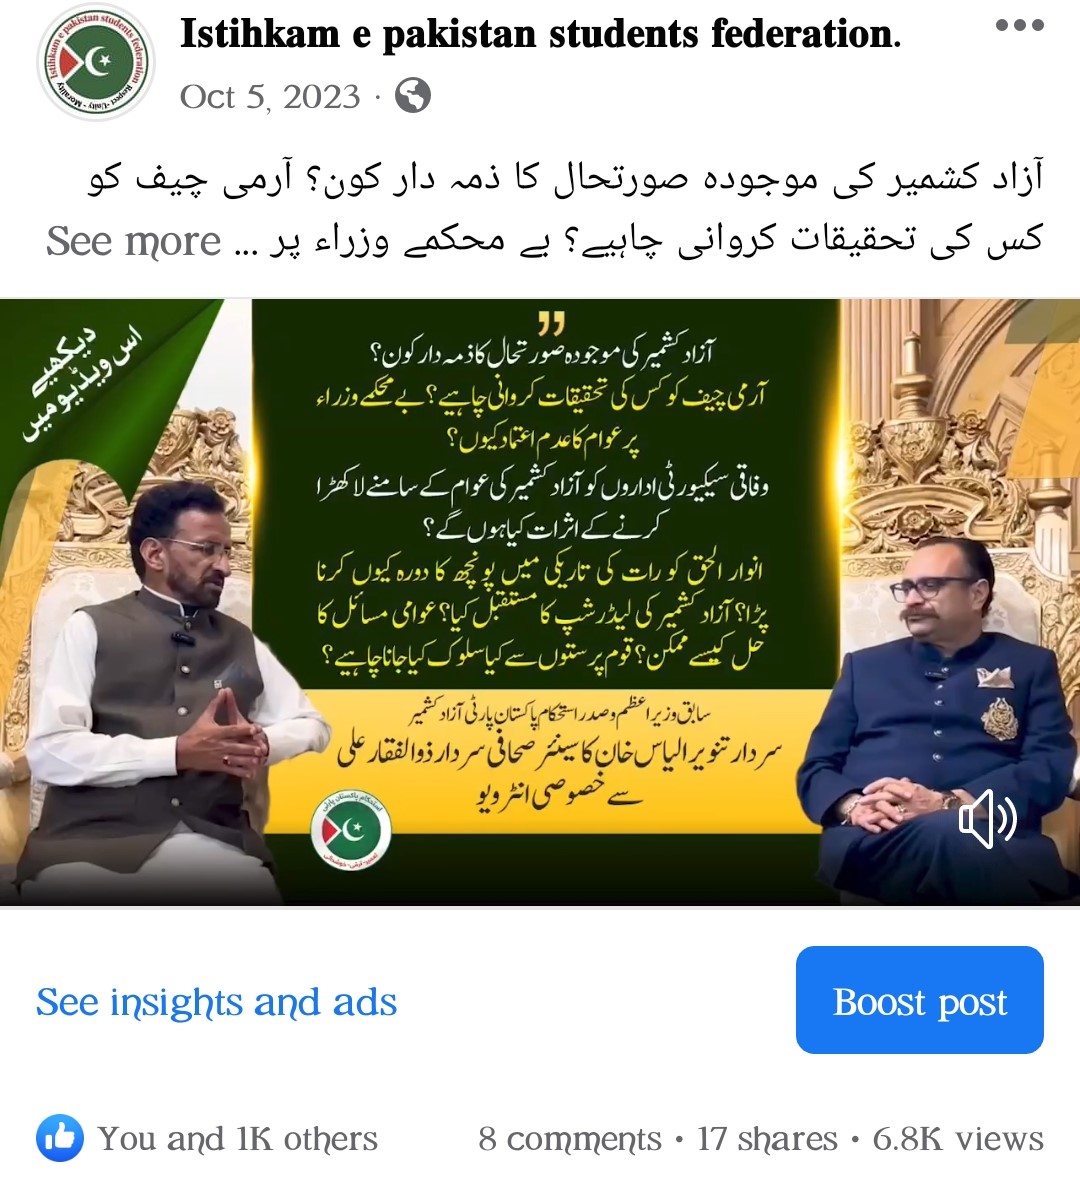 Istihkam e pakistan students federation.
Oct 5, 2023 ·
آزاد کشمیر کی موجودہ صورتحال کا ذمہ دار کون؟ آرمی چیف کو
کس کی تحقیقات کروانی چاہیے؟ بے محکمے وزراء پر ... See more
دیکھیے
اس ویڈیو میں
”
آزاد کشمیر کی موجودہ صورتحال کا ذمہ دار کون؟
آرمی چیف کو کس کی تحقیقات کروانی چاہیے؟ بے محکمے وزراء
پر عوام کا عدم اعتماد کیوں؟
وفاقی سیکیورٹی اداروں کو آزاد کشمیر کی عوام کے سامنے لا کھڑا
کرنے کے اثرات کیا ہوں گے؟
انوار الحق کو رات کی تاریکی میں پونچھ کا دورہ کیوں کرنا
پڑا؟ آزاد کشمیر کی لیڈرشپ کا مستقبل کیا؟ عوامی مسائل کا
حل کیسے ممکن؟ قوم پرستوں سے کیا سلوک کیا جانا چاہیے؟
سابق وزیراعظم و صدر استحکام پاکستان پارٹی آزاد کشمیر
سردار تنویر الیاس خان کا سینئر صحافی سردار ذوالفقار علی
سے خصوصی انٹرویو
استحکام پاکستان پارٹی
See insights and ads
Boost post
You and 1K others
8 comments • 17 shares • 6.8K views